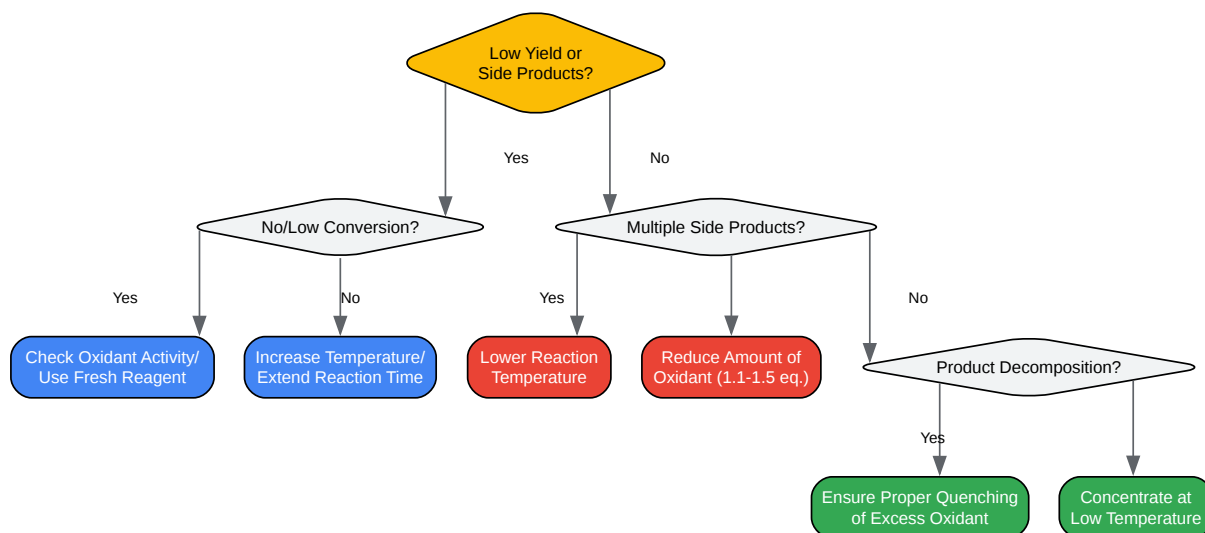 Low Yield or
Side Products?
Yes
No
No/Low Conversion?
Multiple Side Products?
Yes
No
Yes
No
Check Oxidant Activity/
Use Fresh Reagent
Increase Temperature/
Extend Reaction Time
Lower Reaction
Temperature
Reduce Amount of
Oxidant (1.1-1.5 eq.)
Product Decomposition?
Yes
Ensure Proper Quenching
of Excess Oxidant
Concentrate at
Low Temperature